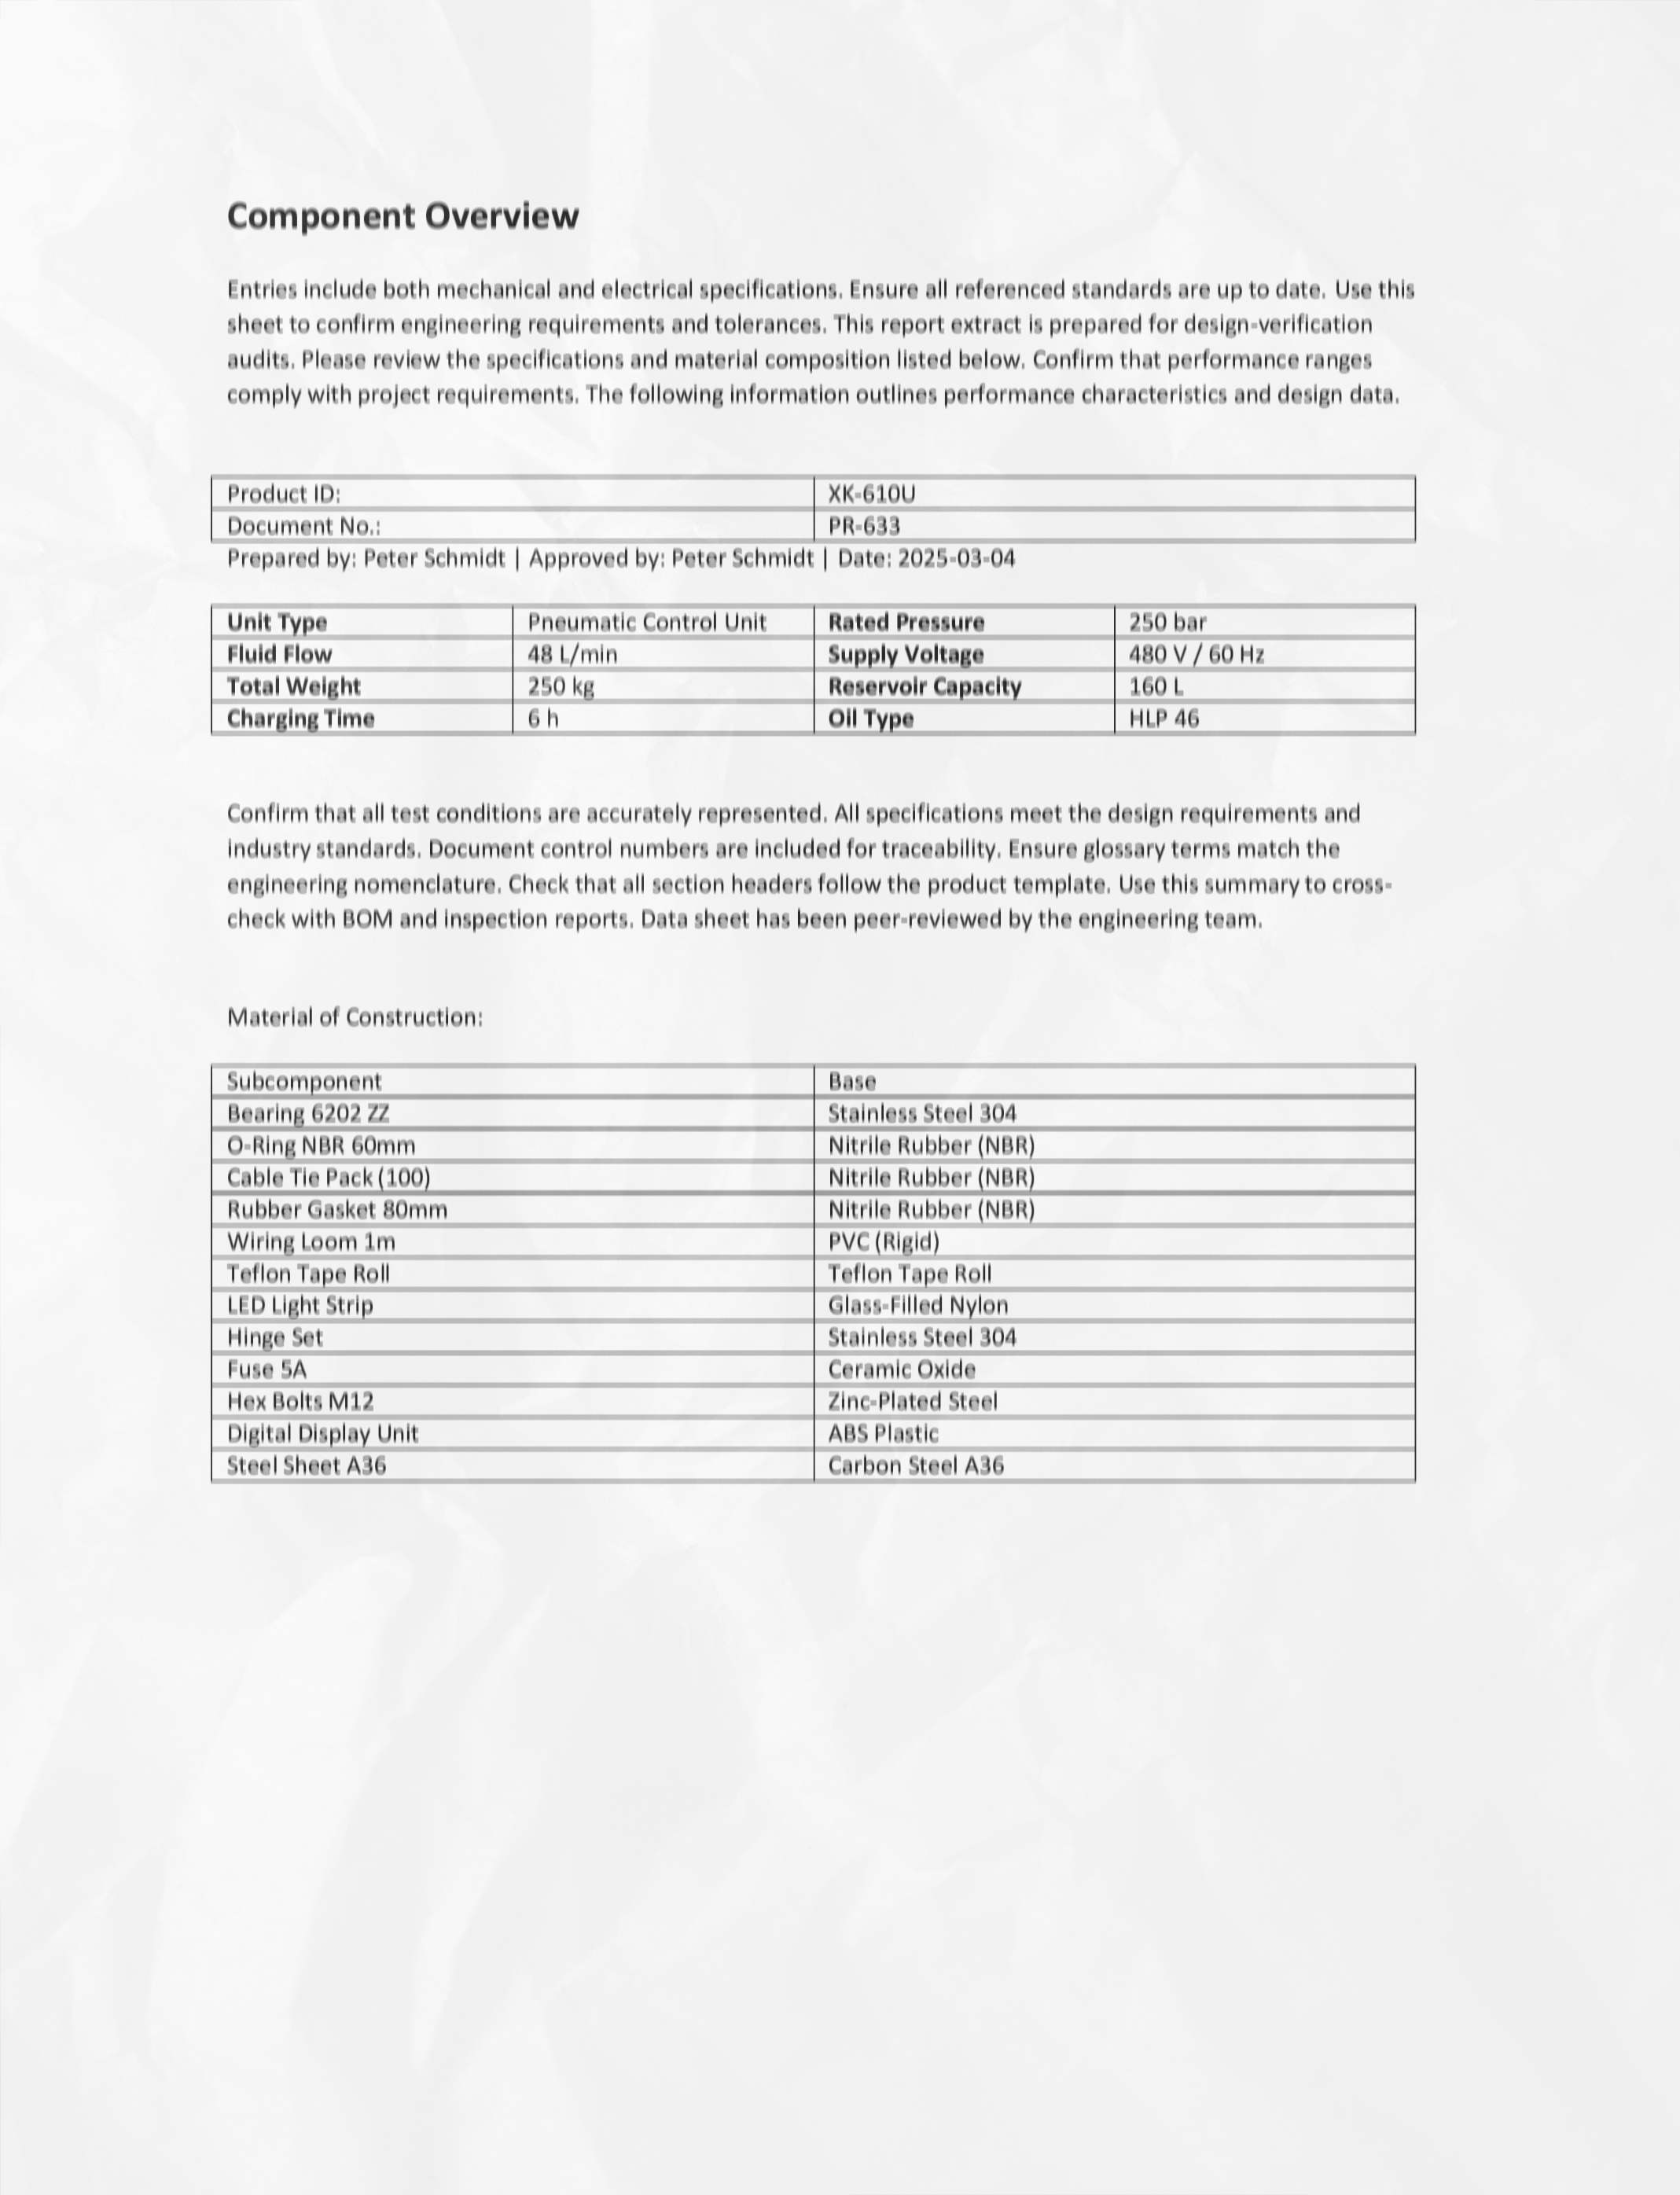 Component Overview
Entries include both mechanical and electrical specifications. Ensure all referenced standards are up to date. Use this
sheet to confirm engineering requirements and tolerances. This report extract is prepared for design-verification
audits. Please review the specifications and material composition listed below. Confirm that performance ranges
comply with project requirements. The following information outlines performance characteristics and design data.
Product ID: XK-610U
Document No.: PR-633
Prepared by: Peter Schmidt | Approved by: Peter Schmidt | Date: 2025-03-04
Unit Type Pneumatic Control Unit Rated Pressure 250 bar
Fluid Flow 48 L/min Supply Voltage 480 V / 60 Hz
Total Weight 250 kg Reservoir Capacity 160 L
Charging Time 6 h Oil Type HLP 46
Confirm that all test conditions are accurately represented. All specifications meet the design requirements and
industry standards. Document control numbers are included for traceability. Ensure glossary terms match the
engineering nomenclature. Check that all section headers follow the product template. Use this summary to cross-
check with BOM and inspection reports. Data sheet has been peer-reviewed by the engineering team.
Material of Construction:
Subcomponent Base
Bearing 6202 ZZ Stainless Steel 304
O-Ring NBR 60mm Nitrile Rubber (NBR)
Cable Tie Pack (100) Nitrile Rubber (NBR)
Rubber Gasket 80mm Nitrile Rubber (NBR)
Wiring Loom 1m PVC (Rigid)
Teflon Tape Roll Teflon Tape Roll
LED Light Strip Glass-Filled Nylon
Hinge Set Stainless Steel 304
Fuse 5A Ceramic Oxide
Hex Bolts M12 Zinc-Plated Steel
Digital Display Unit ABS Plastic
Steel Sheet A36 Carbon Steel A36